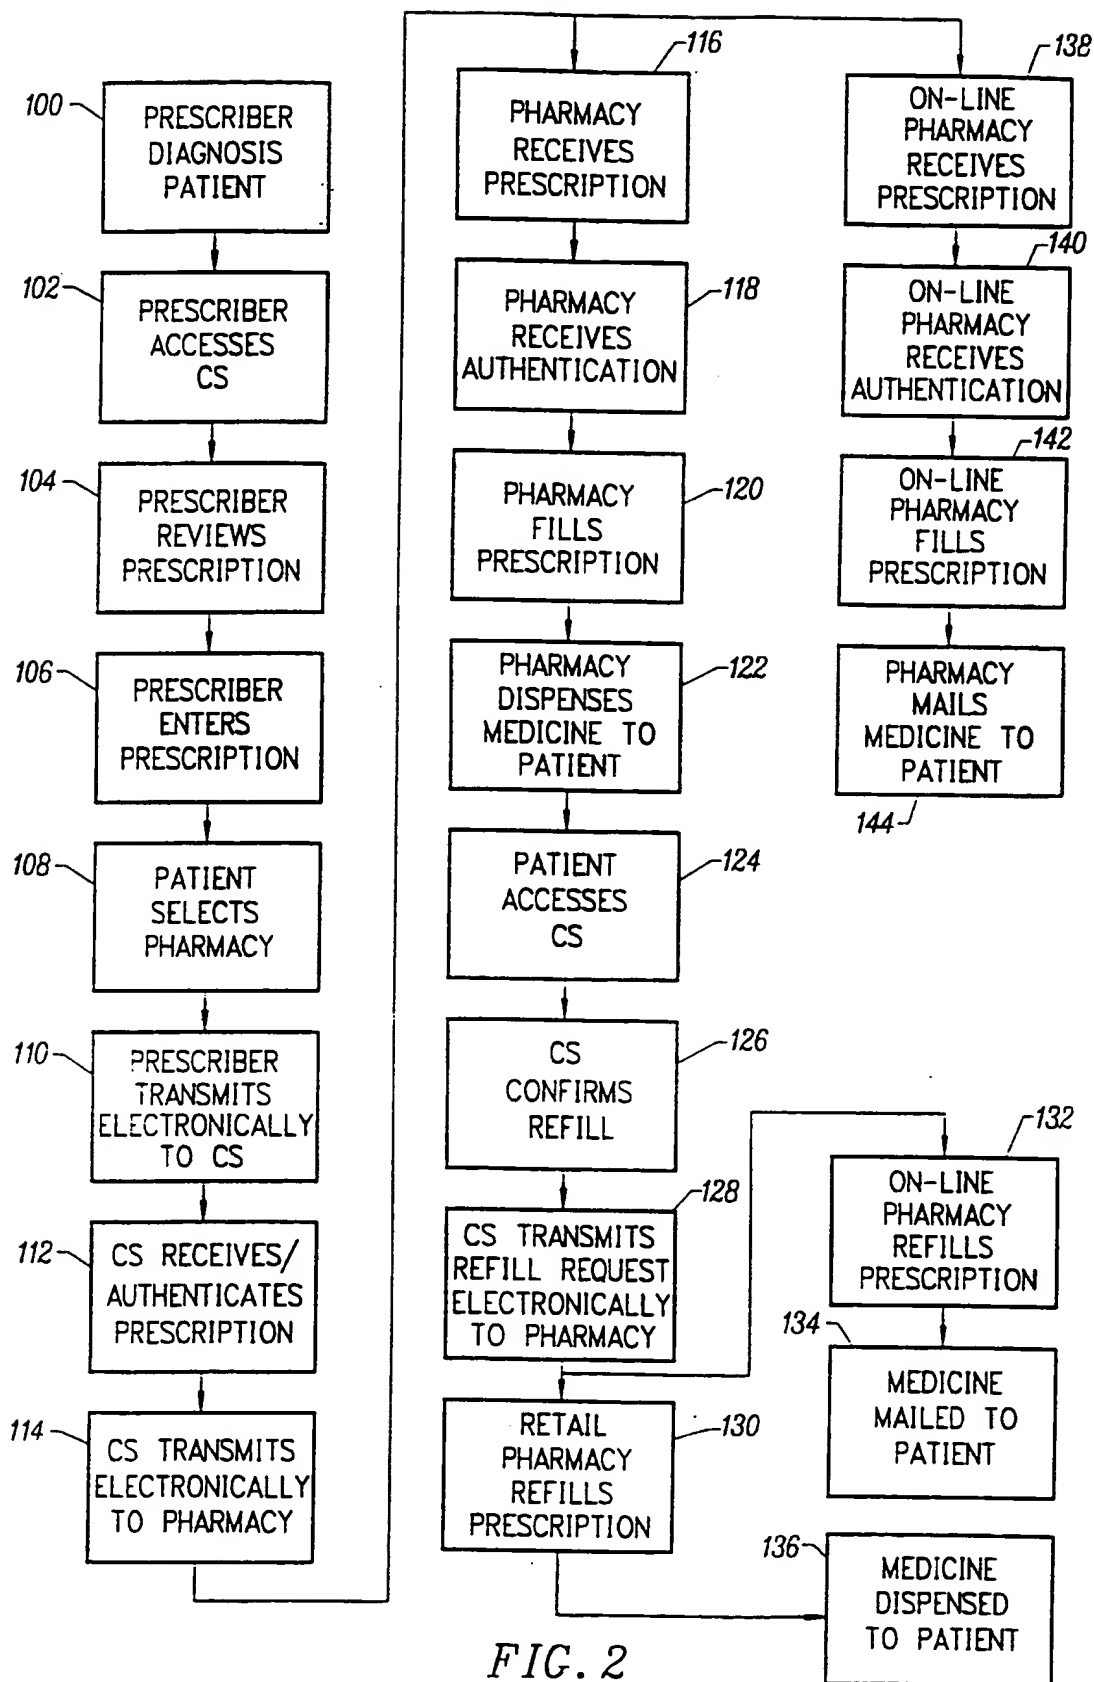 100
PRESCRIBER
DIAGNOSIS
PATIENT
102
PRESCRIBER
ACCESSES
CS
104
PRESCRIBER
REVIEWS
PRESCRIPTION
106
PRESCRIBER
ENTERS
PRESCRIPTION
108
PATIENT
SELECTS
PHARMACY
110
PRESCRIBER
TRANSMITS
ELECTRONICALLY
TO CS
112
CS RECEIVES/
AUTHENTICATES
PRESCRIPTION
114
CS TRANSMITS
ELECTRONICALLY
TO PHARMACY
116
PHARMACY
RECEIVES
PRESCRIPTION
118
PHARMACY
RECEIVES
AUTHENTICATION
120
PHARMACY
FILLS
PRESCRIPTION
122
PHARMACY
DISPENSES
MEDICINE TO
PATIENT
124
PATIENT
ACCESSES
CS
126
CS
CONFIRMS
REFILL
128
CS TRANSMITS
REFILL REQUEST
ELECTRONICALLY
TO PHARMACY
130
RETAIL
PHARMACY
REFILLS
PRESCRIPTION
138
ON-LINE
PHARMACY
RECEIVES
PRESCRIPTION
140
ON-LINE
PHARMACY
RECEIVES
AUTHENTICATION
142
ON-LINE
PHARMACY
FILLS
PRESCRIPTION
PHARMACY
MAILS
MEDICINE TO
PATIENT
144
132
ON-LINE
PHARMACY
REFILLS
PRESCRIPTION
134
MEDICINE
MAILED TO
PATIENT
136
MEDICINE
DISPENSED
TO PATIENT
FIG. 2